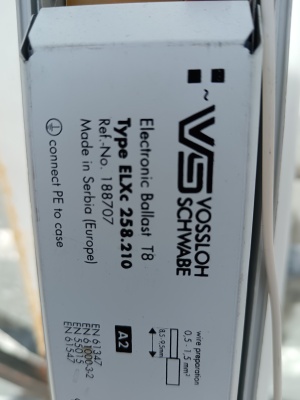 VS VOSSLOH
SCHWABE
Electronic Ballast T8
Type ELXc 258.210
Ref.-No. 188707
Made in Serbia (Europe)
connect PE to case
wire preparation
0,5 - 1,5 mm²
8,5-9,5mm
A2
EN 61347
EN 61000-3-2
EN 55015
EN 61547